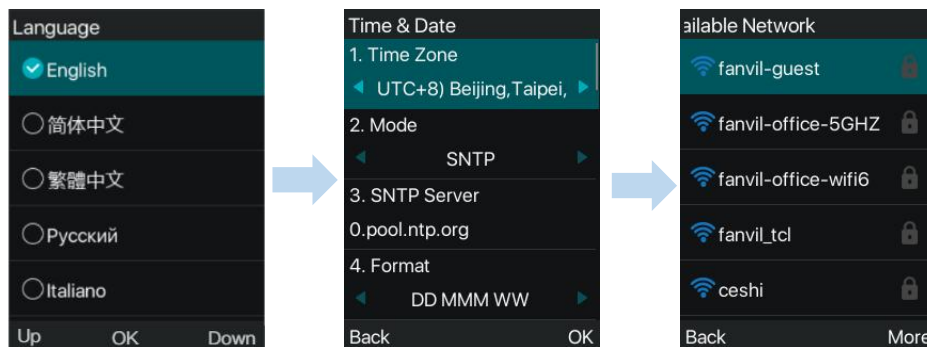 Language
English
简体中文
繁體中文
Русский
Italiano
Up OK Down
Time & Date
1. Time Zone
UTC+8) Beijing,Taipei,
2. Mode
SNTP
3. SNTP Server
0.pool.ntp.org
4. Format
DD MMM WW
Back OK
ailable Network
fanvil-guest
fanvil-office-5GHZ
fanvil-office-wifi6
fanvil_tcl
ceshi
Back More